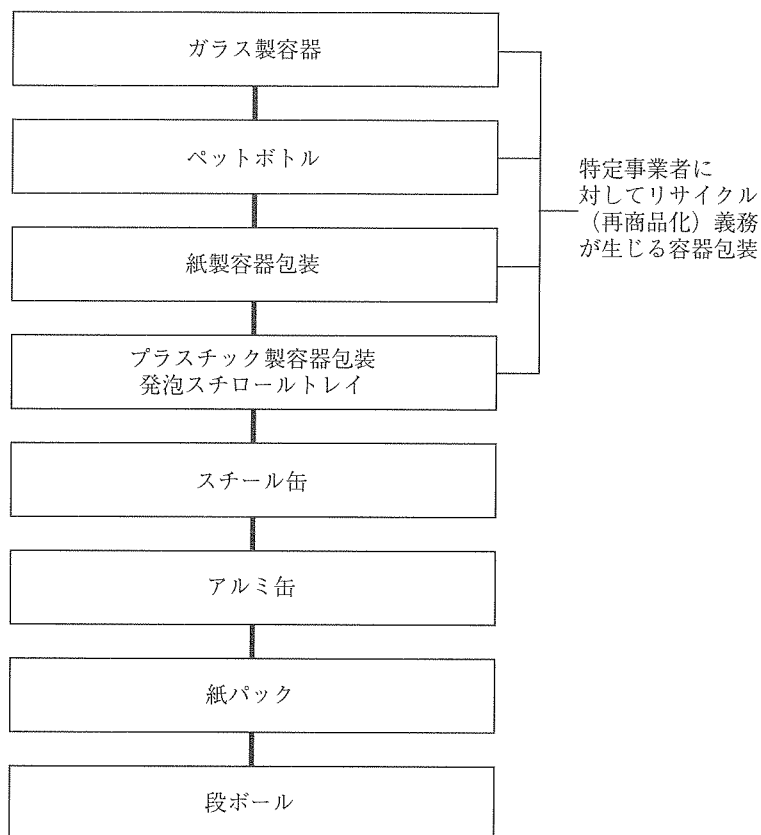 ガラス製容器
ペットボトル
紙製容器包装
プラスチック製容器包装
発泡スチロールトレイ
スチール缶
アルミ缶
紙パック
段ボール
特定事業者に
対してリサイクル
（再商品化）義務
が生じる容器包装